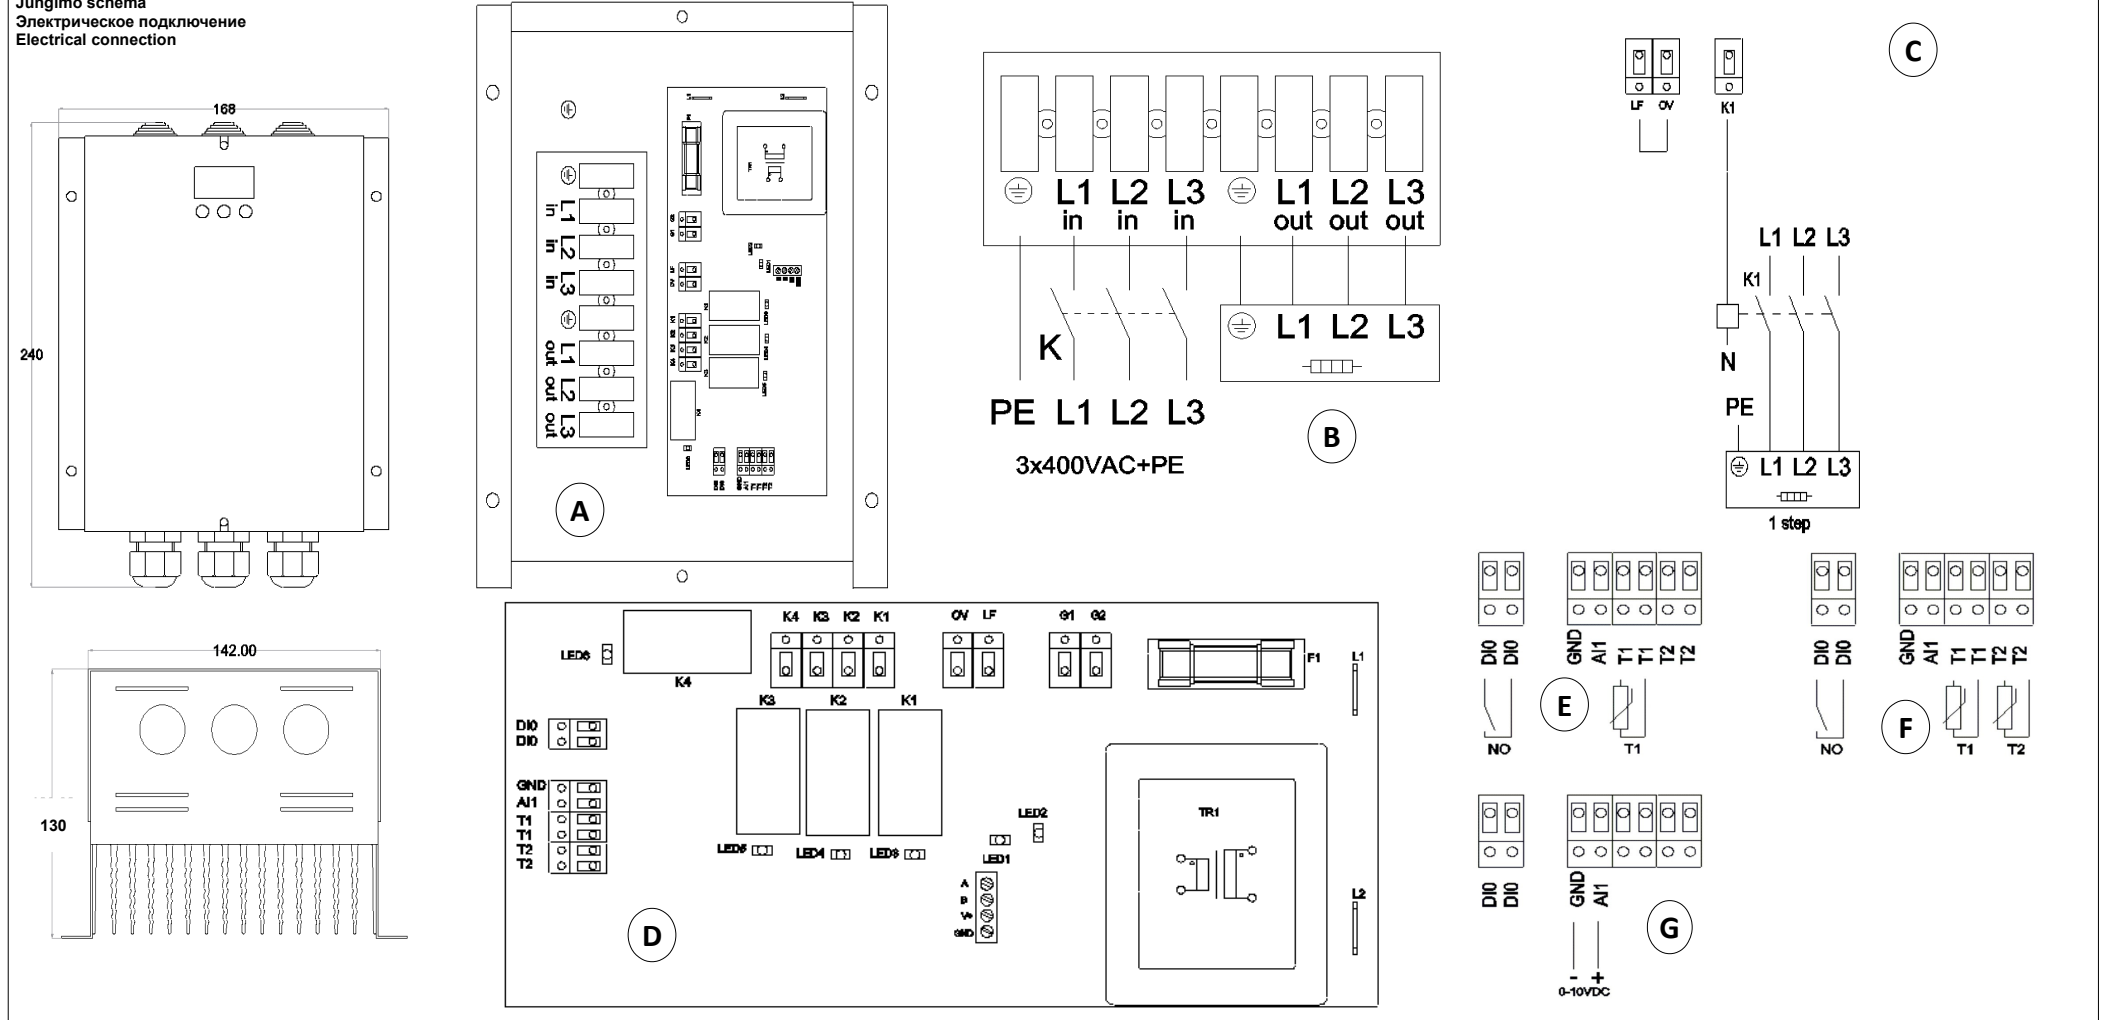 Jungimo schema
Электрическое подключение
Electrical connection
168
240
142.00
130
L1 in
L2 in
L3 in
L1 out
L2 out
L3 out
A
L1 L2 L3 L1 L2 L3
in in in out out out
K
L1 L2 L3
PE L1 L2 L3
3x400VAC+PE
B
C
LF 0V K1
L1 L2 L3
K1
N
PE
L1 L2 L3
1 step
K4 K3 K2 K1 0V LF G1 G2
LED6
K4
F1
L1
K3 K2 K1
DI0
DI0
GND
AI1
T1
T1
T2
T2
LED5 LED4 LED3
LED2
LED1
TR1
A
B
V+
GND
L2
D
DI0 DI0 GND AI1 T1 T1 T2 T2
NO
T1
E
DI0 DI0 GND AI1 T1 T1 T2 T2
NO
T1 T2
F
DI0 DI0 GND AI1
- +
0-10VDC
G